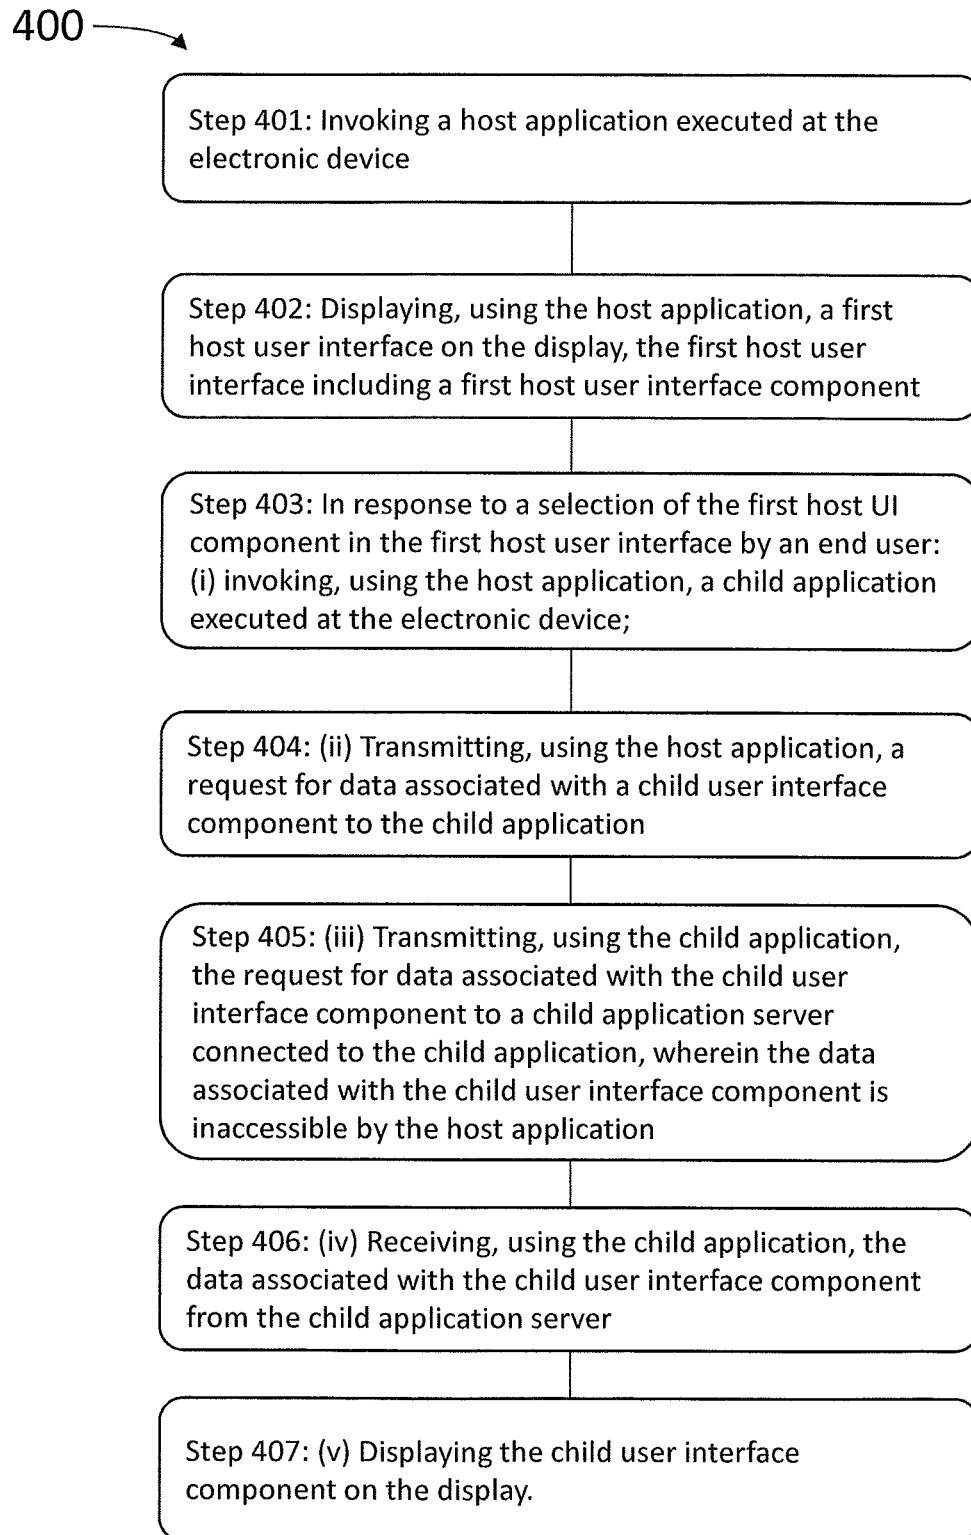 400
Step 401: Invoking a host application executed at the
electronic device
Step 402: Displaying, using the host application, a first
host user interface on the display, the first host user
interface including a first host user interface component
Step 403: In response to a selection of the first host UI
component in the first host user interface by an end user:
(i) invoking, using the host application, a child application
executed at the electronic device;
Step 404: (ii) Transmitting, using the host application, a
request for data associated with a child user interface
component to the child application
Step 405: (iii) Transmitting, using the child application,
the request for data associated with the child user
interface component to a child application server
connected to the child application, wherein the data
associated with the child user interface component is
inaccessible by the host application
Step 406: (iv) Receiving, using the child application, the
data associated with the child user interface component
from the child application server
Step 407: (v) Displaying the child user interface
component on the display.